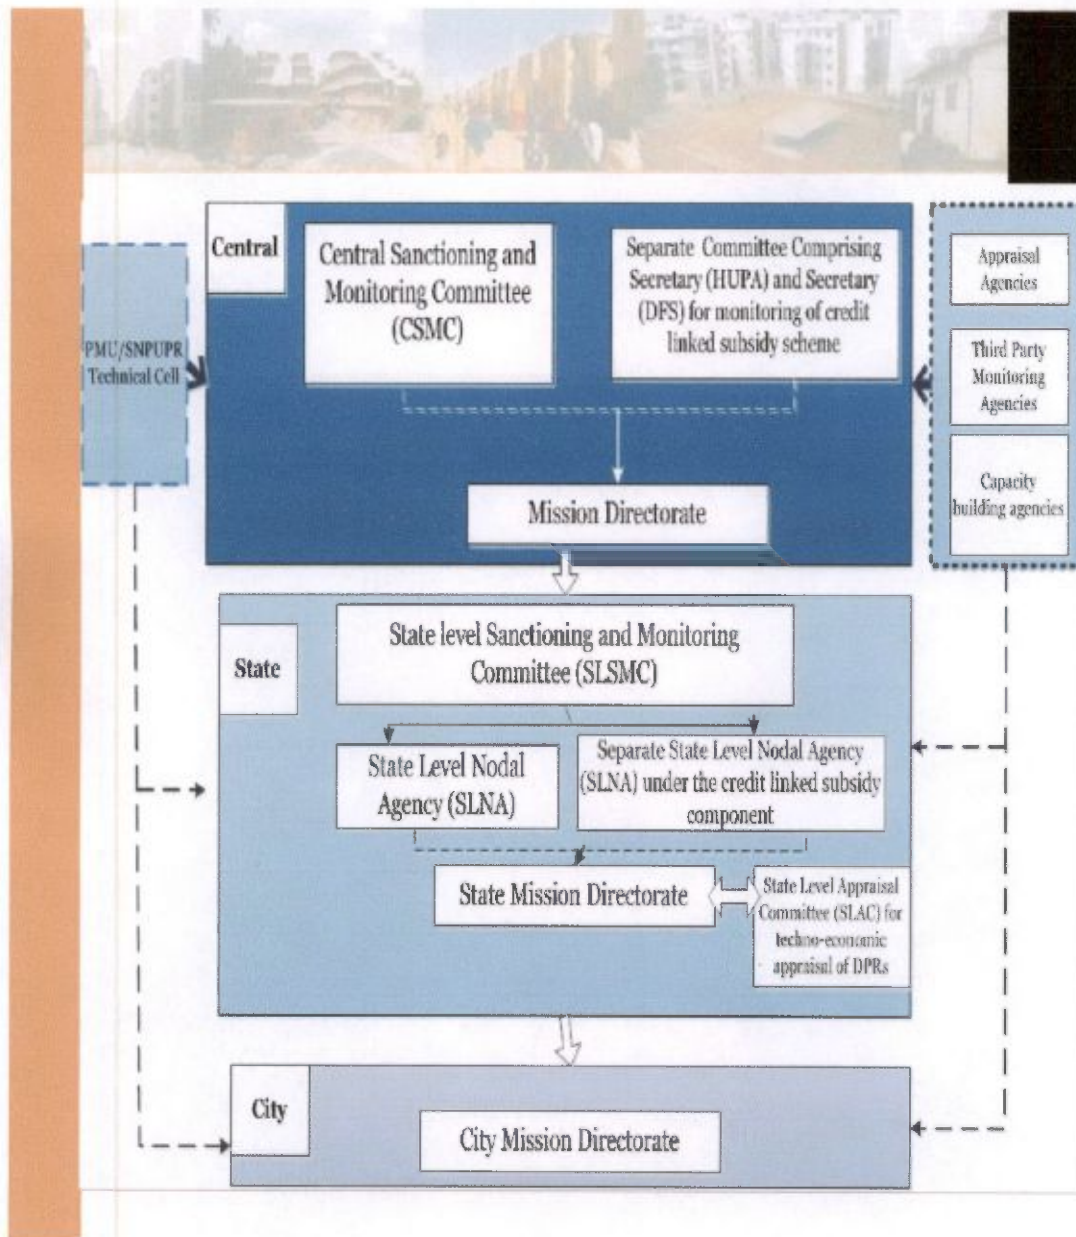 Central
Central Sanctioning and
Monitoring Committee
(CSMC)
Separate Committee Comprising
Secretary (HUPA) and Secretary
(DFS) for monitoring of credit
linked subsidy scheme
Mission Directorate
PMU/SNPUPR
Technical Cell
Appraisal
Agencies
Third Party
Monitoring
Agencies
Capacity
building agencies
State
State level Sanctioning and Monitoring
Committee (SLSMC)
State Level Nodal
Agency (SLNA)
Separate State Level Nodal Agency
(SLNA) under the credit linked subsidy
component
State Mission Directorate
State Level Appraisal
Committee (SLAC) for
techno-economic
appraisal of DPRs
City
City Mission Directorate